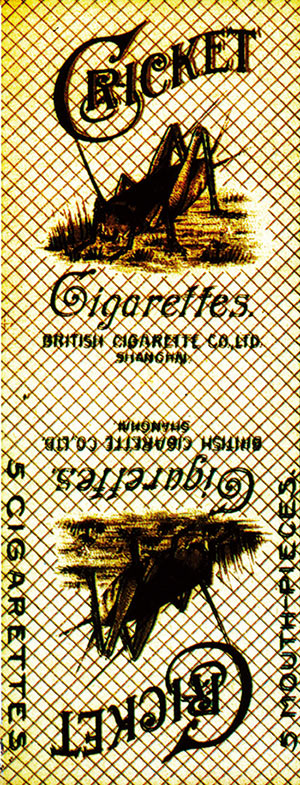 CRICKET
Cigarettes.
BRITISH CIGARETTE CO., LTD.
SHANGHAI.
SHANGHAI.
BRITISH CIGARETTE CO., LTD.
Cigarettes.
CRICKET
5 CIGARETTES
5 MOUTH-PIECES.